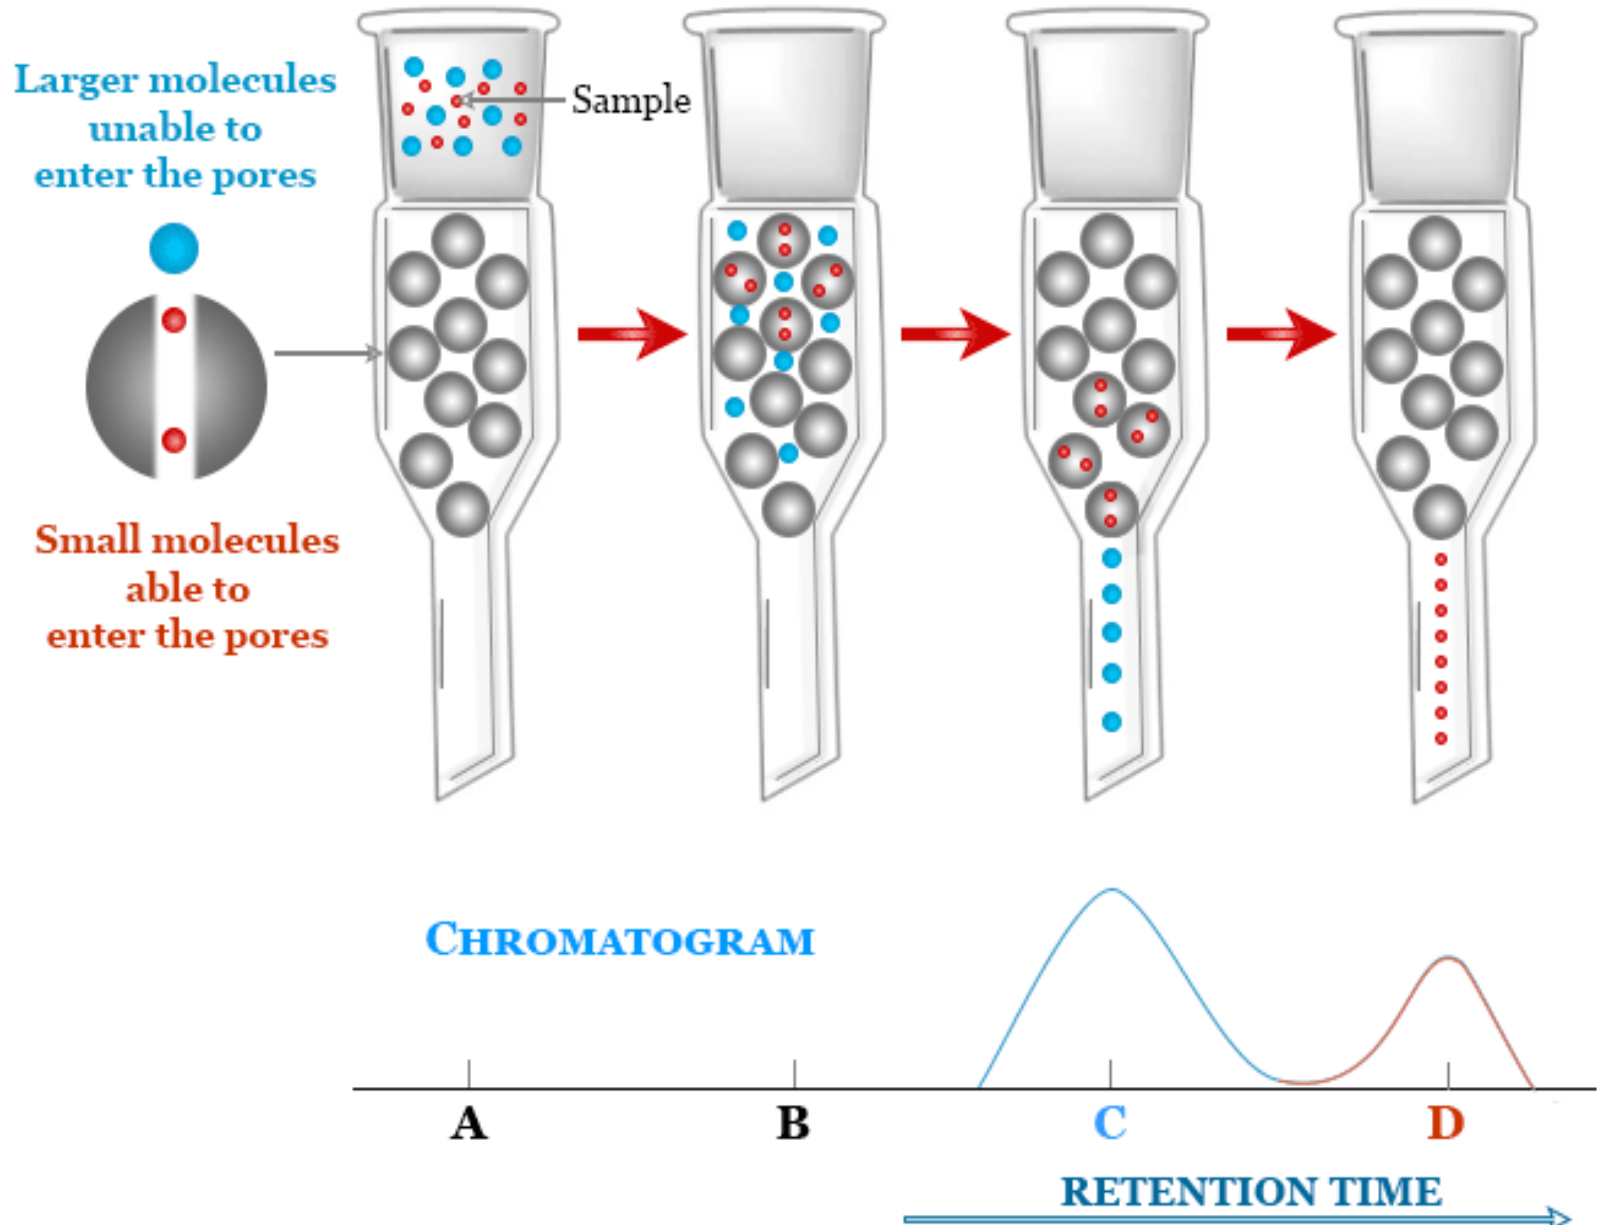 Larger molecules
unable to
enter the pores
Sample
Small molecules
able to
enter the pores
CHROMATOGRAM
A
B
C
D
RETENTION TIME